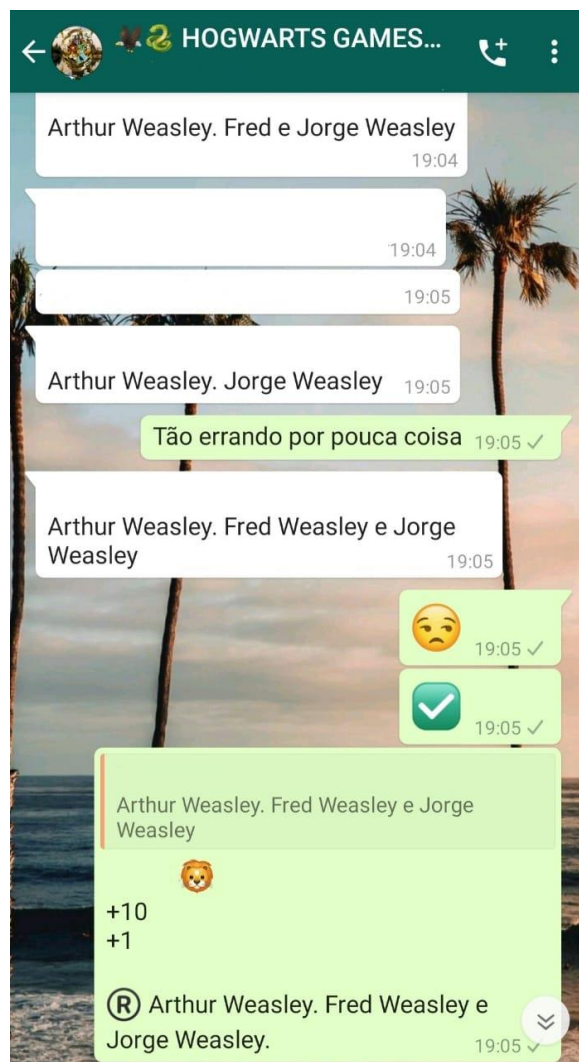 🦅🐍 HOGWARTS GAMES...
Arthur Weasley. Fred e Jorge Weasley
19:04
19:04
19:05
Arthur Weasley. Jorge Weasley 19:05
Tão errando por pouca coisa 19:05
Arthur Weasley. Fred Weasley e Jorge
Weasley 19:05
😒 19:05
✅ 19:05
Arthur Weasley. Fred Weasley e Jorge
Weasley
🦁
+10
+1
®️ Arthur Weasley. Fred Weasley e
Jorge Weasley. 19:05